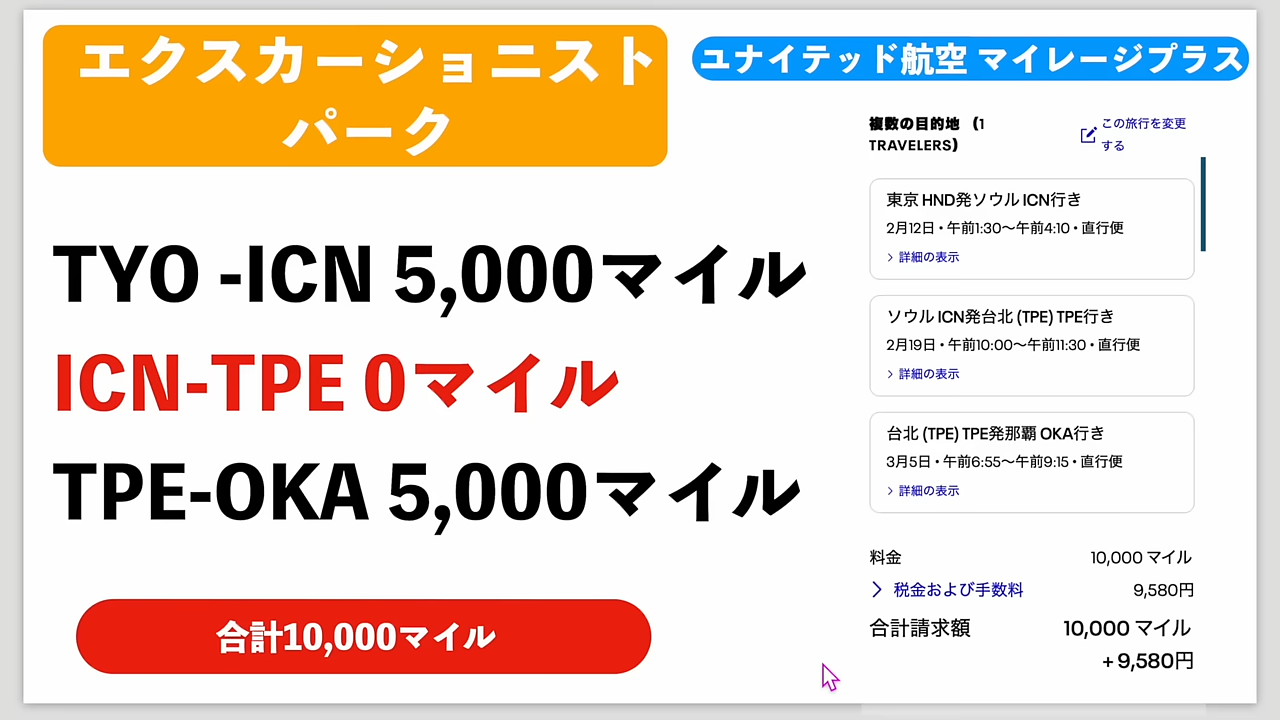 エクスカーショニスト
パーク
ユナイテッド航空 マイレージプラス
TYO -ICN 5,000マイル
ICN-TPE 0マイル
TPE-OKA 5,000マイル
合計10,000マイル
複数の目的地 (1
TRAVELERS)
この旅行を変更
する
東京 HND発ソウル ICN行き
2月12日 • 午前1:30〜午前4:10 • 直行便
詳細の表示
ソウル ICN発台北 (TPE) TPE行き
2月19日 • 午前10:00〜午前11:30 • 直行便
詳細の表示
台北 (TPE) TPE発那覇 OKA行き
3月5日 • 午前6:55〜午前9:15 • 直行便
詳細の表示
料金 10,000 マイル
税金および手数料 9,580円
合計請求額 10,000 マイル
+ 9,580円